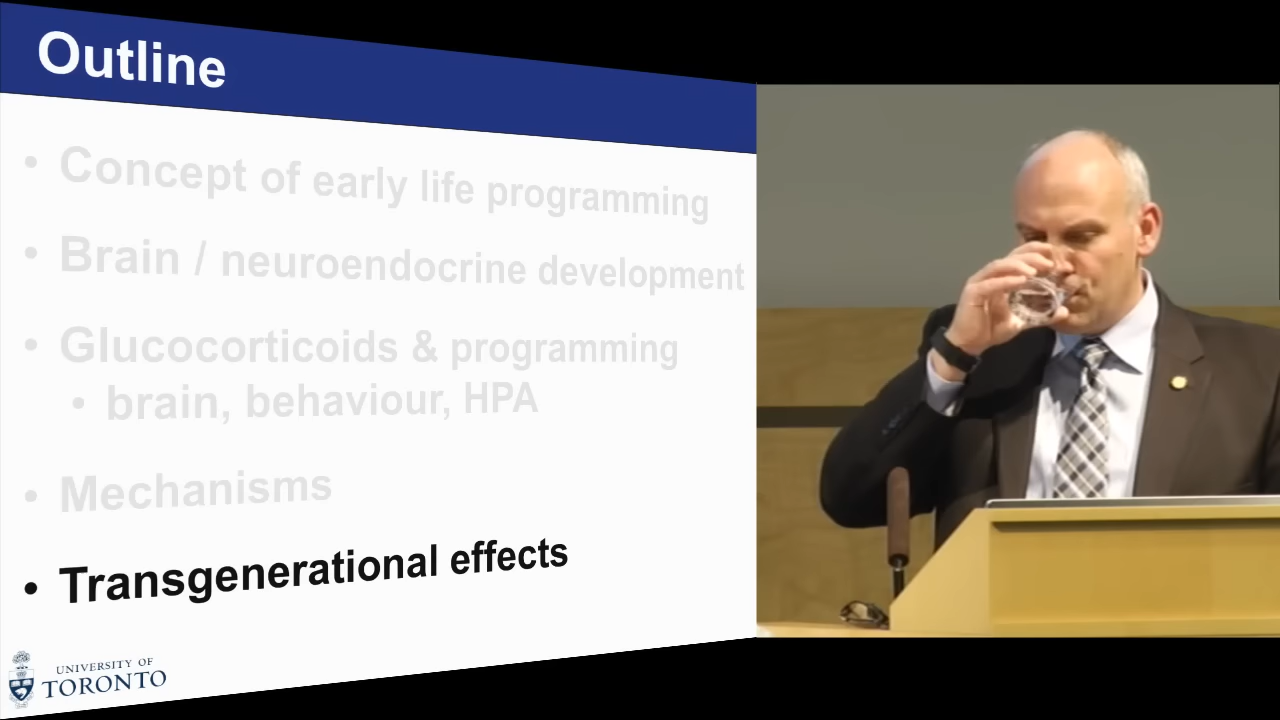 Outline
• Concept of early life programming
• Brain / neuroendocrine development
• Glucocorticoids & programming
• brain, behaviour, HPA
• Mechanisms
• Transgenerational effects
UNIVERSITY OF
TORONTO